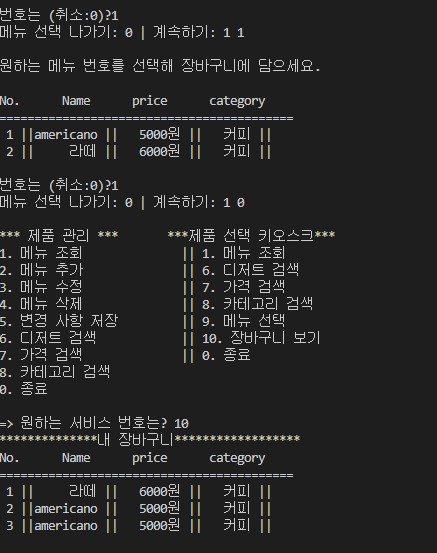 번호는 (취소:0)?1
메뉴 선택 나가기: 0 | 계속하기: 1 1
원하는 메뉴 번호를 선택해 장바구니에 담으세요.
No.      Name      price      category
==========================================
1 ||americano ||   5000원 ||   커피 ||
2 ||     라떼 ||   6000원 ||   커피 ||
번호는 (취소:0)?1
메뉴 선택 나가기: 0 | 계속하기: 1 0
*** 제품 관리 ***       ***제품 선택 키오스크***
1. 메뉴 조회            || 1. 메뉴 조회
2. 메뉴 추가            || 6. 디저트 검색
3. 메뉴 수정            || 7. 가격 검색
4. 메뉴 삭제            || 8. 카테고리 검색
5. 변경 사항 저장       || 9. 메뉴 선택
6. 디저트 검색          || 10. 장바구니 보기
7. 가격 검색            || 0. 종료
8. 카테고리 검색
0. 종료
=> 원하는 서비스 번호는? 10
**************내 장바구니******************
No.      Name      price      category
==========================================
1 ||     라떼 ||   6000원 ||   커피 ||
2 ||americano ||   5000원 ||   커피 ||
3 ||americano ||   5000원 ||   커피 ||